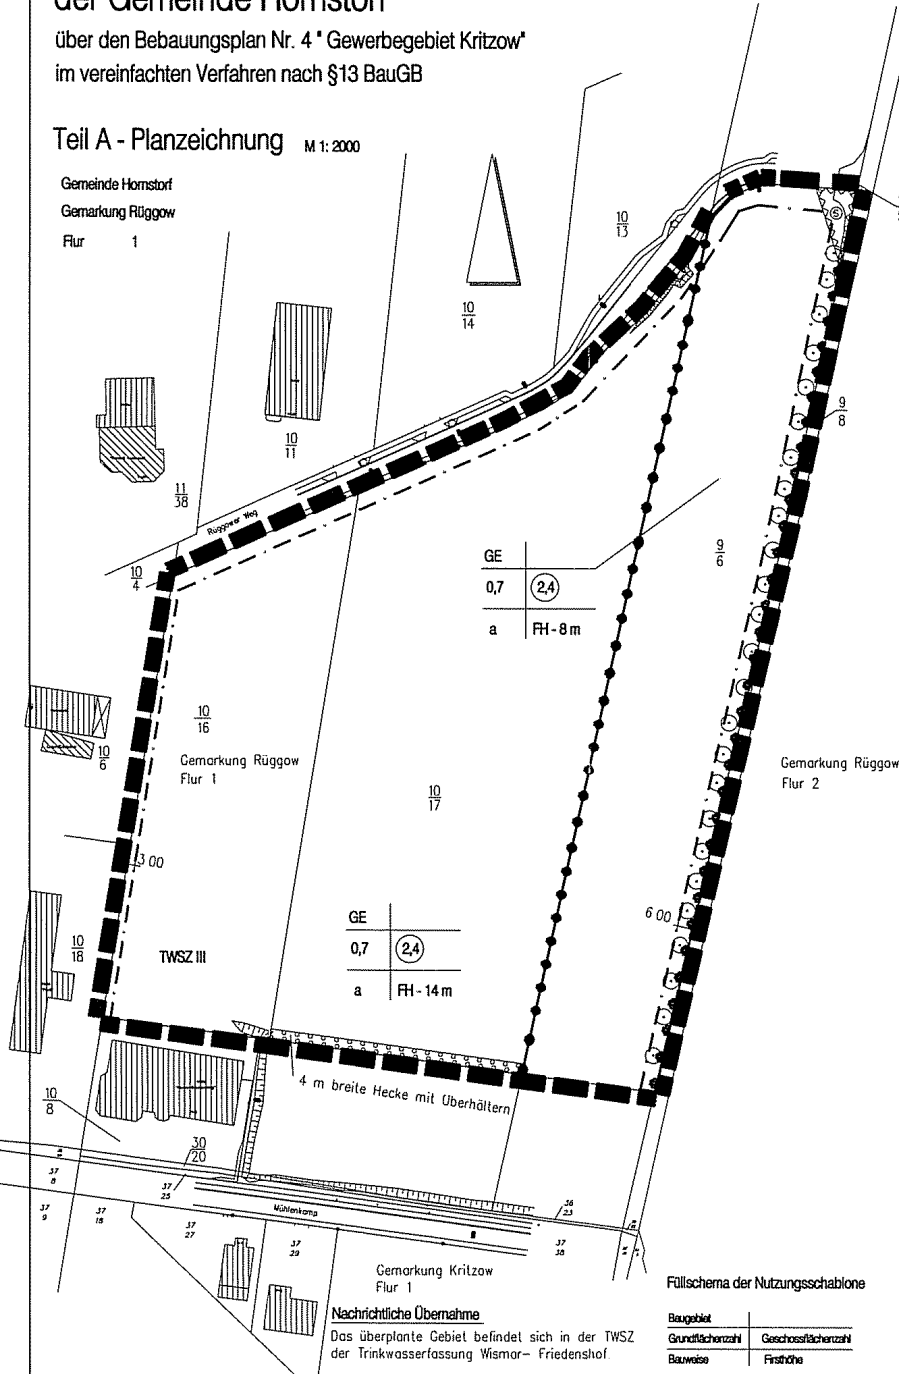 der Gemeinde Hornstorf
über den Bebauungsplan Nr. 4 " Gewerbegebiet Kritzow"
im vereinfachten Verfahren nach §13 BauGB
Teil A - Planzeichnung M 1: 2000
Gemeinde Hornstorf
Gemarkung Rüggow
Flur 1
10
13
S
10
14
10
11
9
8
11
38
Rüggower Weg
10
4
GE
0,7 2,4
a FH - 8 m
9
6
10
16
10
6
Gemarkung Rüggow
Flur 1
Gemarkung Rüggow
Flur 2
10
17
3 00
6 00
GE
0,7 2,4
a FH - 14 m
10
18
TWSZ III
4 m breite Hecke mit Überhältern
10
8
30
20
37
8
37
25
37
9
37
18
37
27
Mühlenkamp
37
29
36
23
37
38
Gemarkung Kritzow
Flur 1
Nachrichtliche Übernahme
Das überplante Gebiet befindet sich in der TWSZ
der Trinkwasserfassung Wismar- Friedenshof.
Füllschema der Nutzungsschablone
Baugebiet
Grundflächenzahl Geschossflächenzahl
Bauweise Firsthöhe